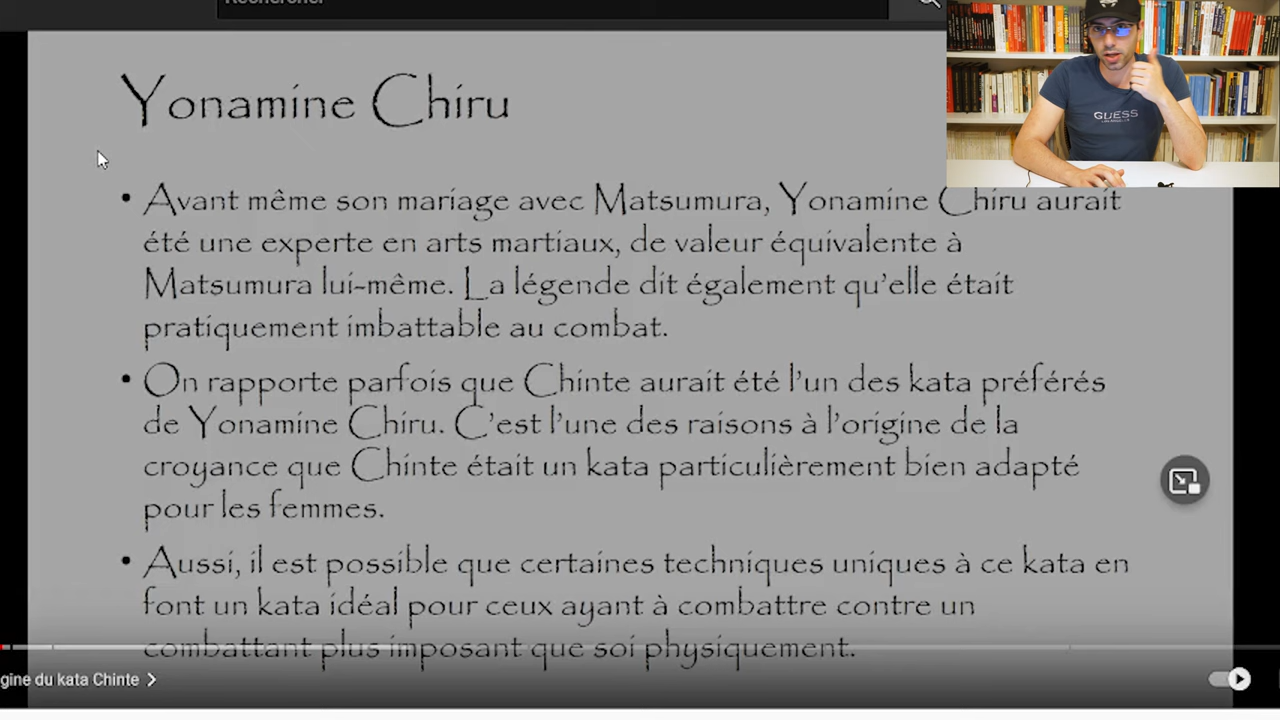 Rechercher
Yonamine Chiru
GUESS
• Avant même son mariage avec Matsumura, Yonamine Chiru aurait
été une experte en arts martiaux, de valeur équivalente à
Matsumura lui-même. La légende dit également qu'elle était
pratiquement imbattable au combat.
• On rapporte parfois que Chinte aurait été l'un des kata préférés
de Yonamine Chiru. C'est l'une des raisons à l'origine de la
croyance que Chinte était un kata particulièrement bien adapté
pour les femmes.
• Aussi, il est possible que certaines techniques uniques à ce kata en
font un kata idéal pour ceux ayant à combattre contre un
combattant plus imposant que soi physiquement.
gine du kata Chinte